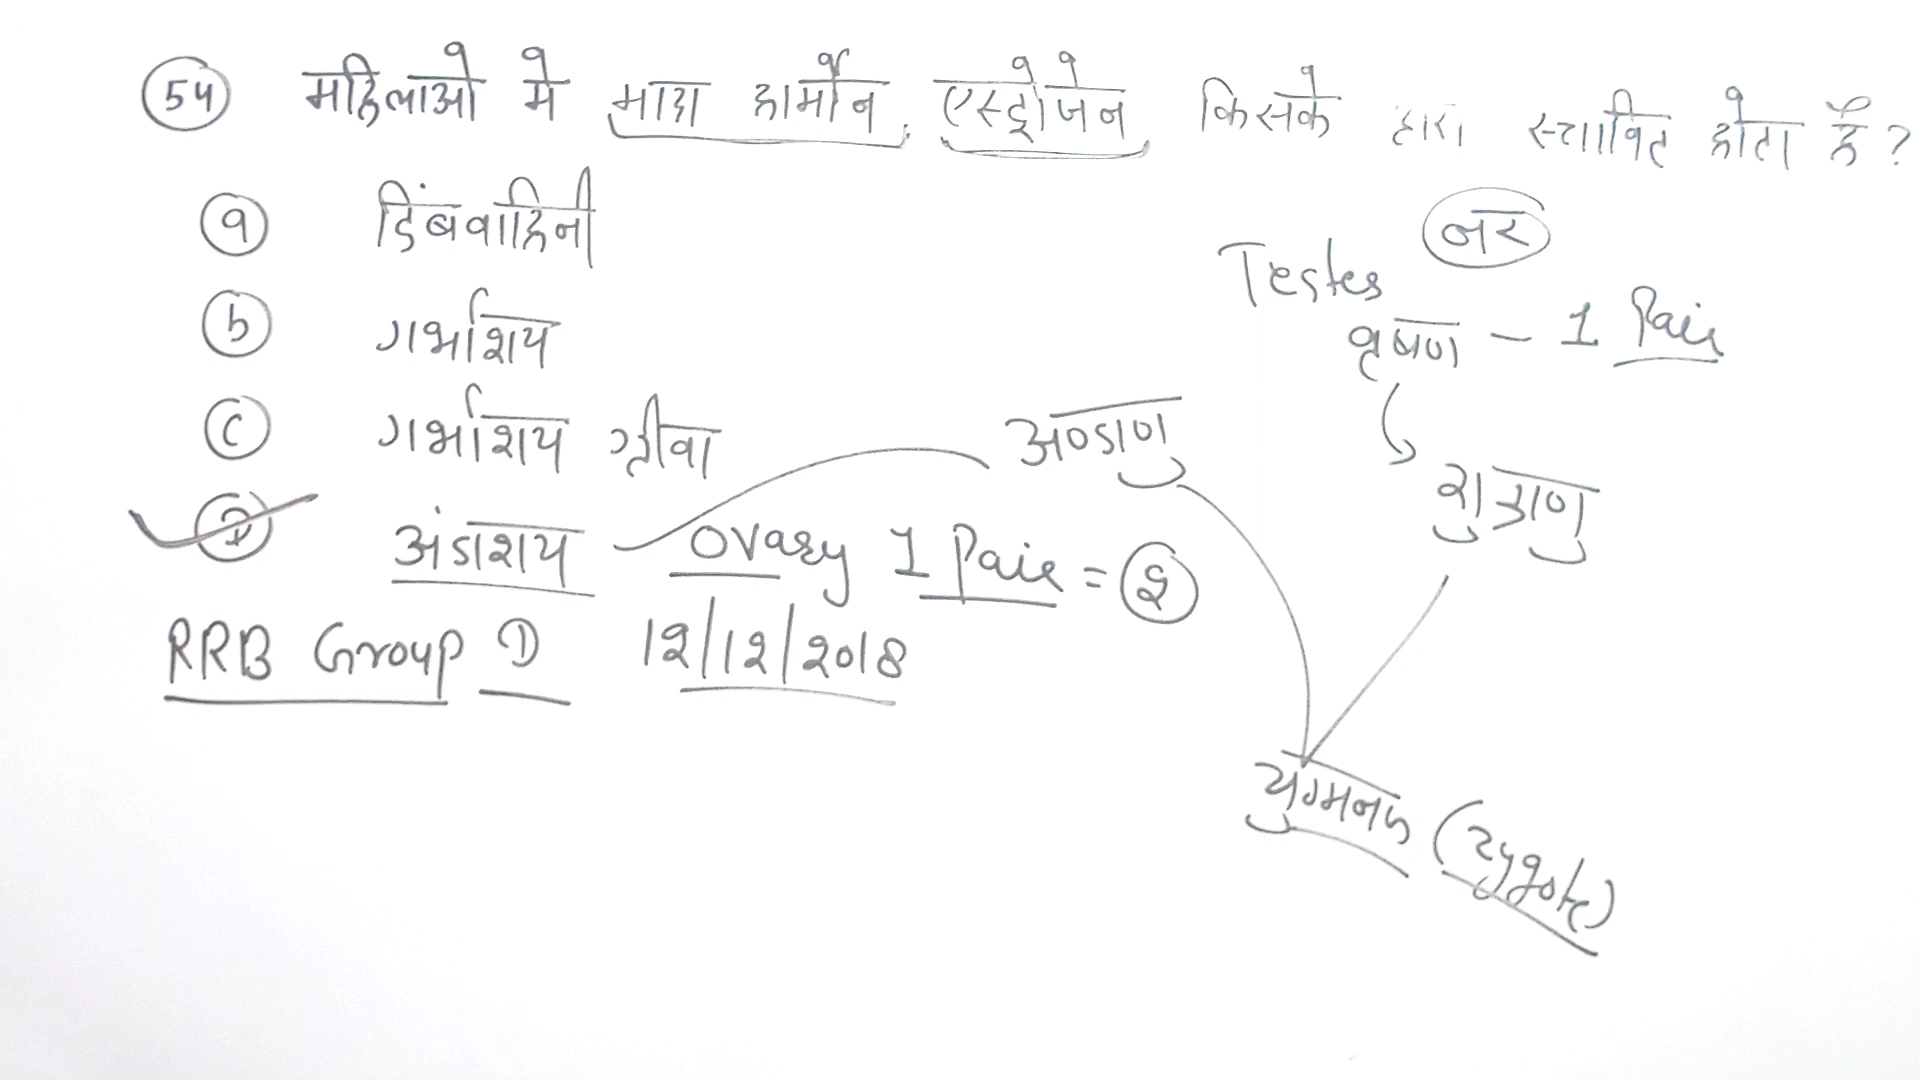 54 महिलाओ मे मादा हार्मोन, एस्ट्रोजेन किसके द्वारा स्त्रावित होता है ?
a डिंबवाहिनी
b गर्भाशय
c गर्भाशय ग्रीवा
D अंडाशय ovary 1 Pair = 2
RRB Group D 12/12/2018
नर
Testes
वृषण - 1 Pair
अण्डाणु
शुक्राणु
युग्मनज (zygote)